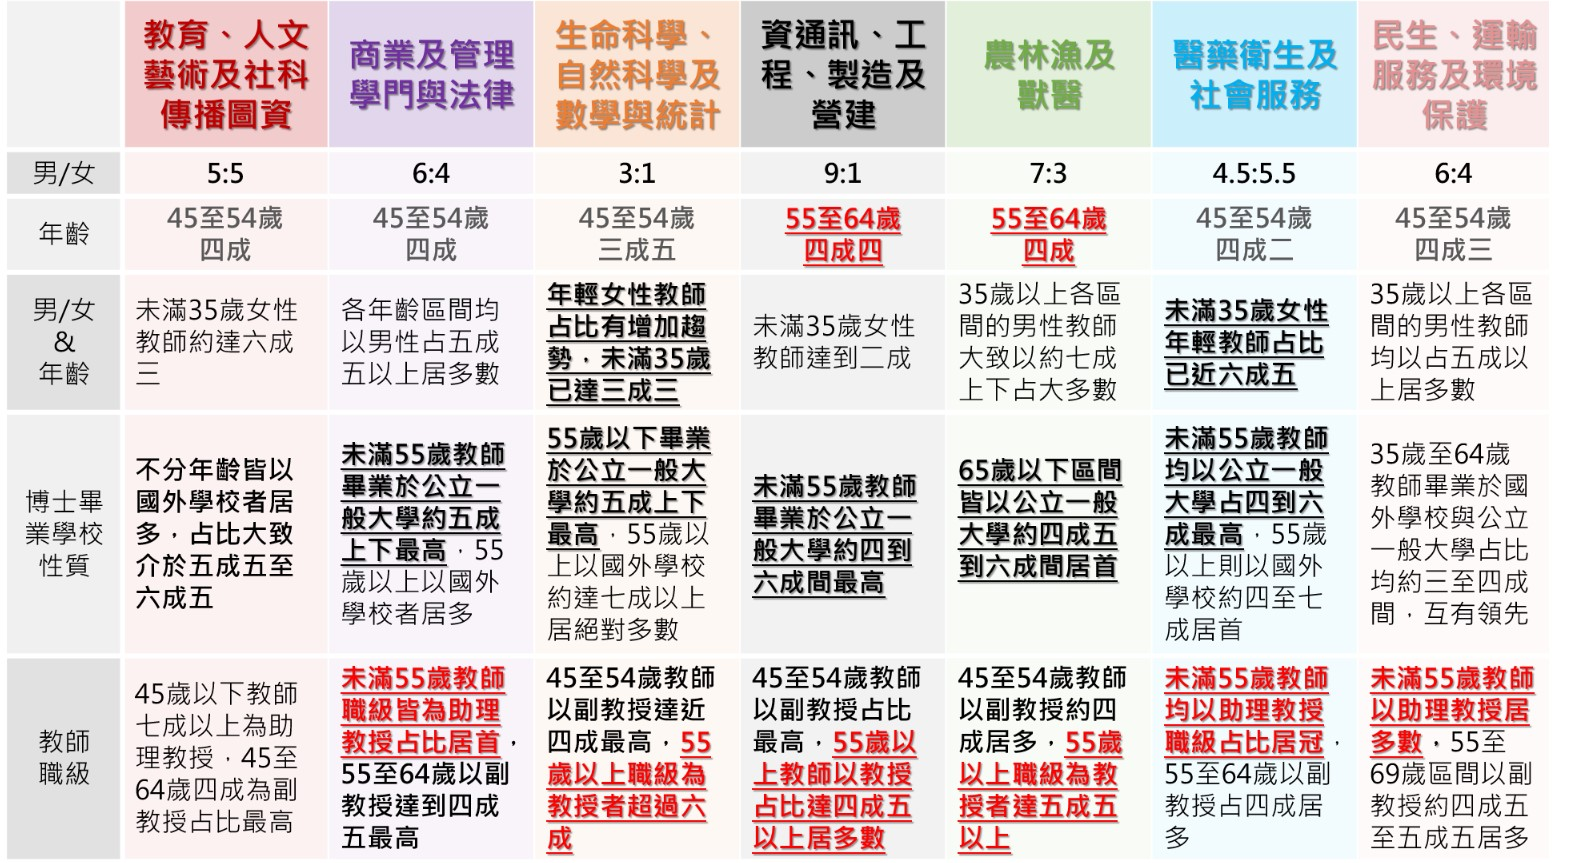 教育、人文
藝術及社科
傳播圖資
商業及管理
學門與法律
生命科學、
自然科學及
數學與統計
資通訊、工
程、製造及
營建
農林漁及
獸醫
醫藥衛生及
社會服務
民生、運輸
服務及環境
保護
男/女
5:5
6:4
3:1
9:1
7:3
4.5:5.5
6:4
年齡
45至54歲
四成
45至54歲
四成
45至54歲
三成五
55至64歲
四成四
55至64歲
四成
45至54歲
四成二
45至54歲
四成三
男/女
&
年齡
未滿35歲女性
教師約達六成
三
各年齡區間均
以男性占五成
五以上居多數
年輕女性教師
占比有增加趨
勢，未滿35歲
已達三成三
未滿35歲女性
教師達到二成
35歲以上各區
間的男性教師
大致以約七成
上下占大多數
未滿35歲女性
年輕教師占比
已近六成五
35歲以上各區
間的男性教師
均以占五成以
上居多數
博士畢
業學校
性質
不分年齡皆以
國外學校者居
多，占比大致
介於五成五至
六成五
未滿55歲教師
畢業於公立一
般大學約五成
上下最高，55
歲以上以國外
學校者居多
55歲以下畢業
於公立一般大
學約五成上下
最高，55歲以
上以國外學校
約達七成以上
居絕對多數
未滿55歲教師
畢業於公立一
般大學約四到
六成間最高
65歲以下區間
皆以公立一般
大學約四成五
到六成間居首
未滿55歲教師
均以公立一般
大學占四到六
成最高，55歲
以上則以國外
學校約四至七
成居首
35歲至64歲
教師畢業於國
外學校與公立
一般大學占比
均約三至四成
間，互有領先
教師
職級
45歲以下教師
七成以上為助
理教授，45至
64歲四成為副
教授占比最高
未滿55歲教師
職級皆為助理
教授占比居首，
55至64歲以副
教授達到四成
五最高
45至54歲教師
以副教授達近
四成最高，55
歲以上職級為
教授者超過六
成
45至54歲教師
以副教授占比
最高，55歲以
上教師以教授
占比達四成五
以上居多數
45至54歲教師
以副教授約四
成居多，55歲
以上職級為教
授者達五成五
以上
未滿55歲教師
均以助理教授
職級占比居冠，
55至64歲以副
教授占四成居
多
未滿55歲教師
以助理教授居
多數，55至
69歲區間以副
教授約四成五
至五成五居多